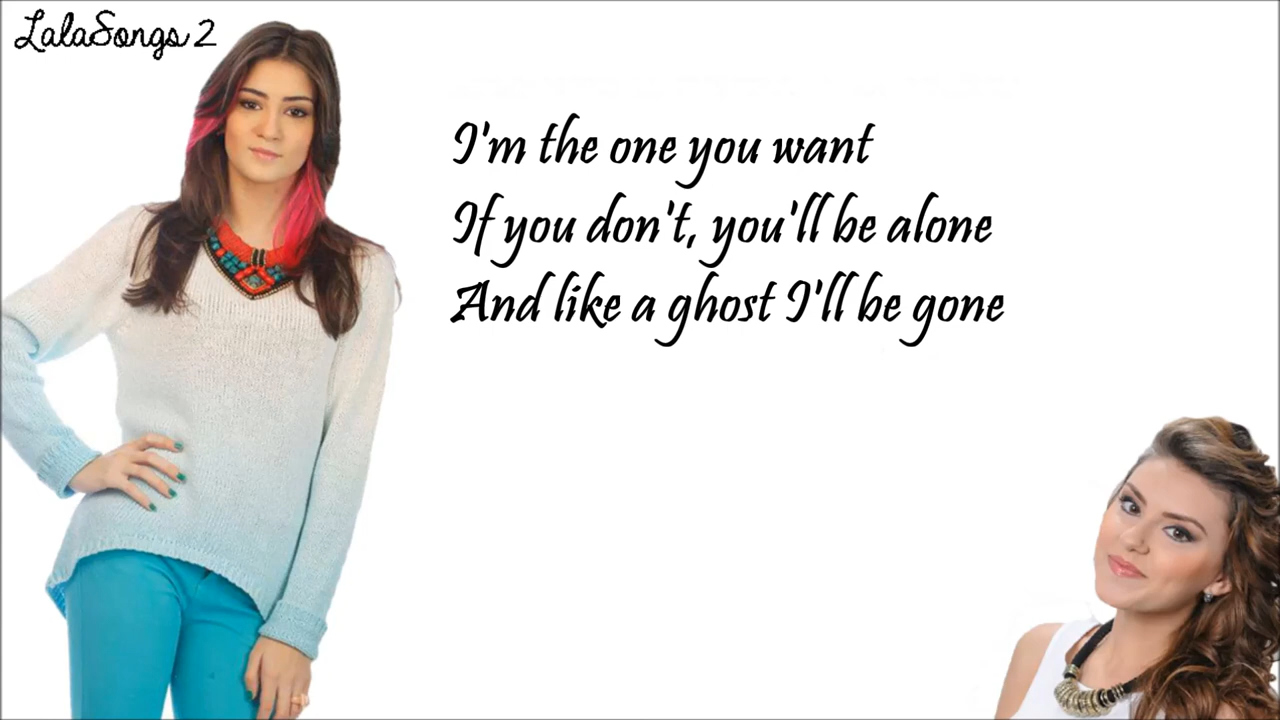 LalaSongs 2
I'm the one you want
If you don't, you'll be alone
And like a ghost I'll be gone